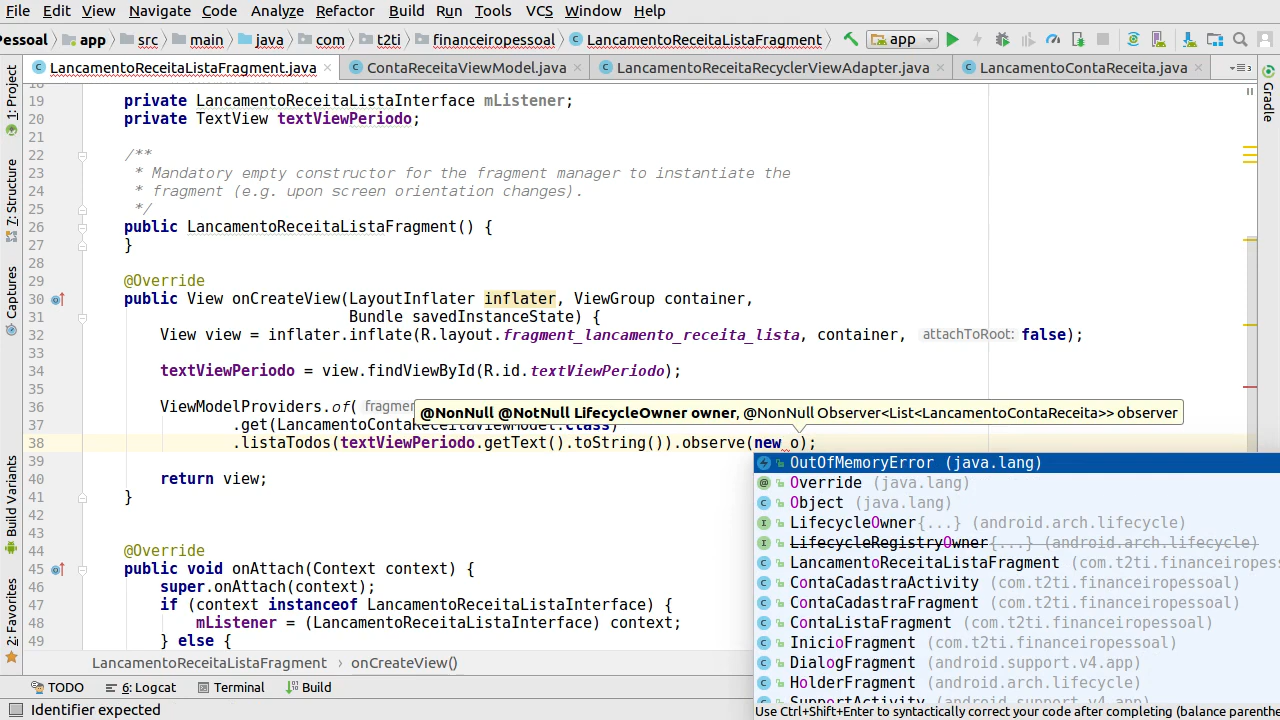 File Edit View Navigate Code Analyze Refactor Build Run Tools VCS Window Help
Pessoal app src main java com t2ti financeiropessoal LancamentoReceitaListaFragment app
LancamentoReceitaListaFragment.java ContaReceitaViewModel.java LancamentoReceitaRecyclerViewAdapter.java LancamentoContaReceita.java 3
1: Project
7: Structure
Captures
Build Variants
2: Favorites
Gradle
19 private LancamentoReceitaListaInterface mListener;
20 private TextView textViewPeriodo;
21
22 /**
23 * Mandatory empty constructor for the fragment manager to instantiate the
24 * fragment (e.g. upon screen orientation changes).
25 */
26 public LancamentoReceitaListaFragment() {
27 }
28
29 @Override
30 public View onCreateView(LayoutInflater inflater, ViewGroup container,
31 Bundle savedInstanceState) {
32 View view = inflater.inflate(R.layout.fragment_lancamento_receita_lista, container, attachToRoot: false);
33
34 textViewPeriodo = view.findViewById(R.id.textViewPeriodo);
35
36 ViewModelProviders.of(
@NonNull @NotNull LifecycleOwner owner, @NonNull Observer<List<LancamentoContaReceita>> observer
37 .get(LancamentoContaReceitaViewModel.class)
38 .listaTodos(textViewPeriodo.getText().toString()).observe(new o);
39
40 return view;
41 }
42
43
44 @Override
45 public void onAttach(Context context) {
46 super.onAttach(context);
47 if (context instanceof LancamentoReceitaListaInterface) {
48 mListener = (LancamentoReceitaListaInterface) context;
49 } else {
OutOfMemoryError (java.lang)
Override (java.lang)
Object (java.lang)
LifecycleOwner{...} (android.arch.lifecycle)
LifecycleRegistryOwner{...} (android.arch.lifecycle)
LancamentoReceitaListaFragment (com.t2ti.financeiropess
ContaCadastraActivity (com.t2ti.financeiropessoal)
ContaCadastraFragment (com.t2ti.financeiropessoal)
ContaListaFragment (com.t2ti.financeiropessoal)
InicioFragment (com.t2ti.financeiropessoal)
DialogFragment (android.support.v4.app)
HolderFragment (android.arch.lifecycle)
SupportActivity (android.support.v4.app)
Use Ctrl+Shift+Enter to syntactically correct your code after completing (balance parenthe
LancamentoReceitaListaFragment › onCreateView()
TODO 6: Logcat Terminal Build
Identifier expected